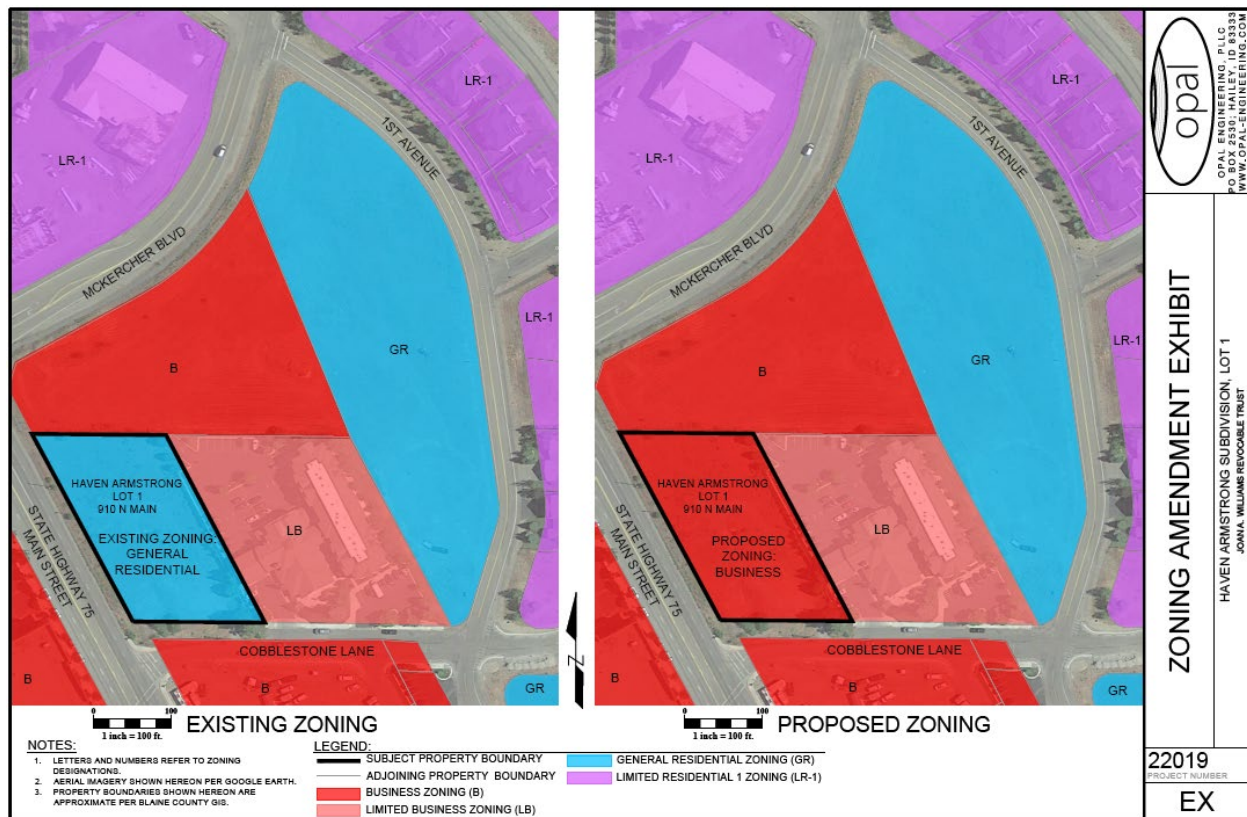 LR-1
LR-1
1ST AVENUE
MCKERCHER BLVD
LR-1
GR
B
HAVEN ARMSTRONG
LOT 1
910 N MAIN
EXISTING ZONING:
GENERAL
RESIDENTIAL
LB
STATE HIGHWAY 75
MAIN STREET
COBBLESTONE LANE
B
B
GR
0 100
1 inch = 100 ft.
EXISTING ZONING
N
LR-1
LR-1
1ST AVENUE
MCKERCHER BLVD
LR-1
GR
B
HAVEN ARMSTRONG
LOT 1
910 N MAIN
PROPOSED
ZONING:
BUSINESS
LB
STATE HIGHWAY 75
MAIN STREET
COBBLESTONE LANE
B
B
GR
0 100
1 inch = 100 ft.
PROPOSED ZONING
NOTES:
1. LETTERS AND NUMBERS REFER TO ZONING
DESIGNATIONS.
2. AERIAL IMAGERY SHOWN HEREON PER GOOGLE EARTH.
3. PROPERTY BOUNDARIES SHOWN HEREON ARE
APPROXIMATE PER BLAINE COUNTY GIS.
LEGEND:
SUBJECT PROPERTY BOUNDARY
ADJOINING PROPERTY BOUNDARY
BUSINESS ZONING (B)
LIMITED BUSINESS ZONING (LB)
GENERAL RESIDENTIAL ZONING (GR)
LIMITED RESIDENTIAL 1 ZONING (LR-1)
opal
OPAL ENGINEERING, PLLC
PO BOX 2530; HAILEY, ID 83333
WWW.OPAL-ENGINEERING.COM
ZONING AMENDMENT EXHIBIT
HAVEN ARMSTRONG SUBDIVISION, LOT 1
JOAN A. WILLIAMS REVOCABLE TRUST
22019
PROJECT NUMBER
EX